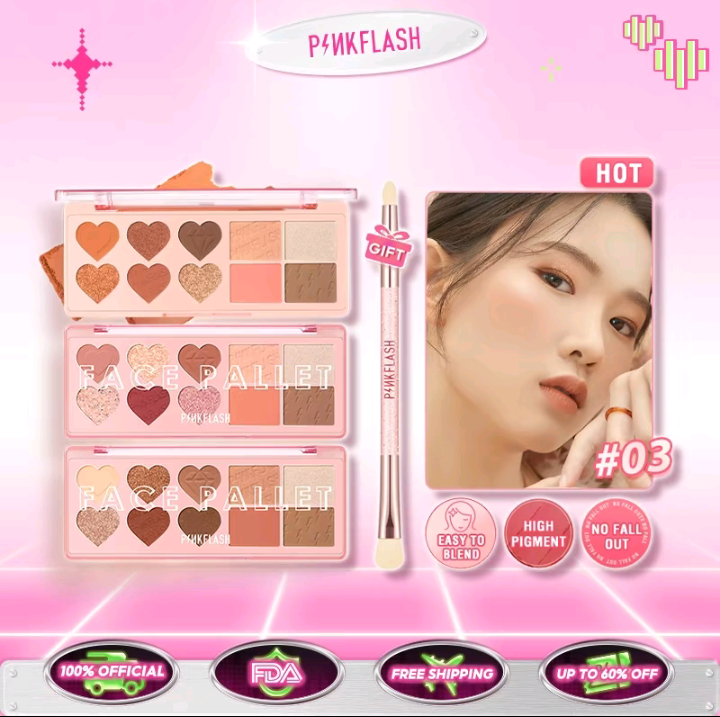 PINKFLASH
HOT
GIFT
PINKFLASH
FACE PALLET
PINKFLASH
FACE PALLET
PINKFLASH
#03
EASY TO
BLEND
HIGH
PIGMENT
NO FALL
OUT
100% OFFICIAL
FDA
FREE SHIPPING
UP TO 60% OFF